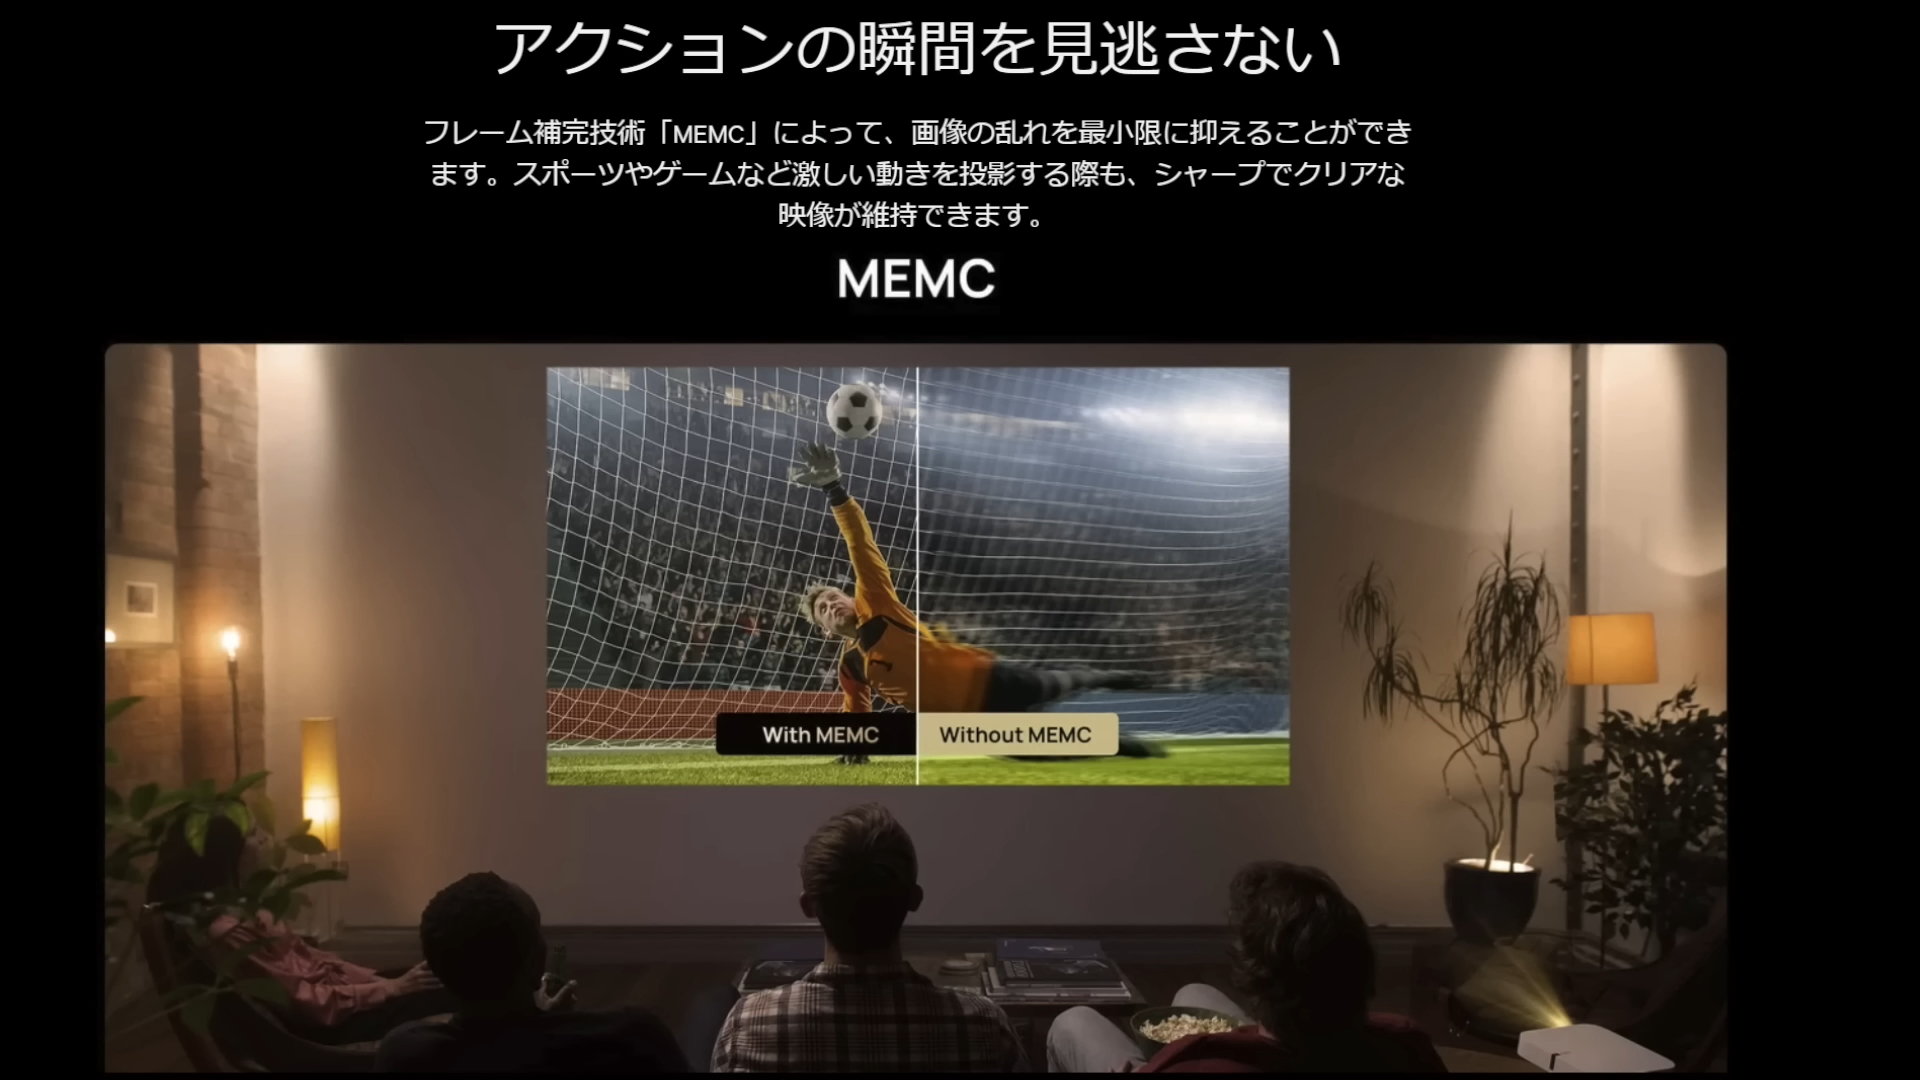 アクションの瞬間を見逃さない
フレーム補完技術「MEMC」によって、画像の乱れを最小限に抑えることができ
ます。スポーツやゲームなど激しい動きを投影する際も、シャープでクリアな
映像が維持できます。
MEMC
With MEMC
Without MEMC